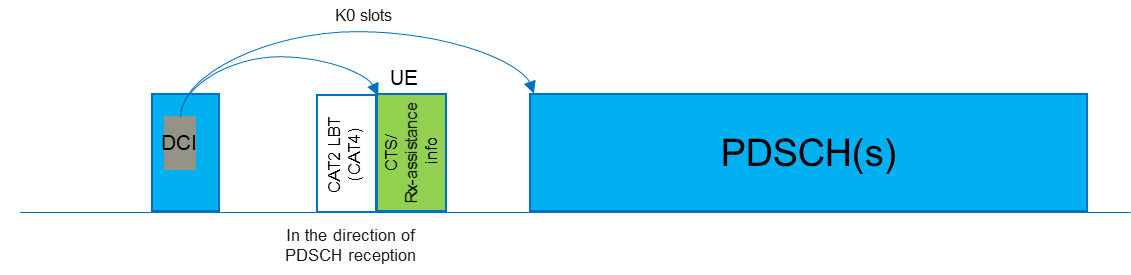 K0 slots
UE
DCI
CAT2 LBT
(CAT4)
CTS/
Rx-assistance
info
PDSCH(s)
In the direction of
PDSCH reception